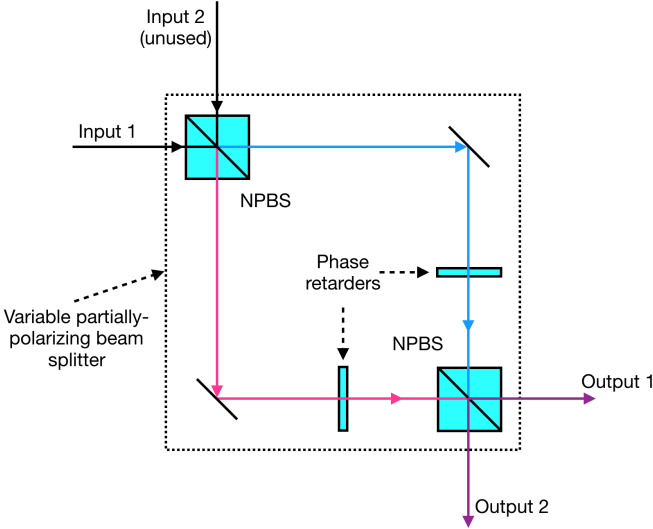 Input 2
(unused)
Input 1
NPBS
Phase
retarders
Variable partially-
polarizing beam
splitter
NPBS
Output 1
Output 2